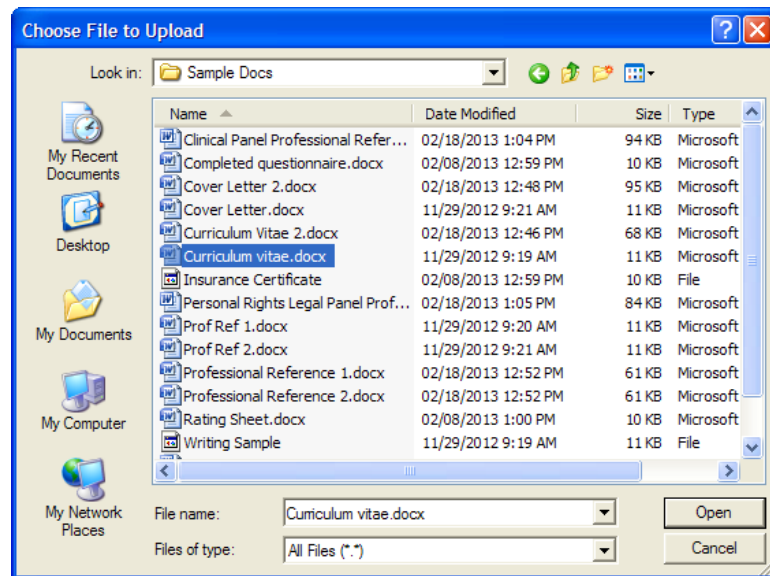 Choose File to Upload
Look in: Sample Docs
Name Date Modified Size Type
Clinical Panel Professional Refer... 02/18/2013 1:04 PM 94 KB Microsoft
Completed questionnaire.docx 02/08/2013 12:59 PM 10 KB Microsoft
Cover Letter 2.docx 02/18/2013 12:48 PM 95 KB Microsoft
Cover Letter.docx 11/29/2012 9:21 AM 11 KB Microsoft
Curriculum Vitae 2.docx 02/18/2013 12:46 PM 68 KB Microsoft
Curriculum vitae.docx 11/29/2012 9:19 AM 11 KB Microsoft
Insurance Certificate 02/08/2013 12:59 PM 10 KB File
Personal Rights Legal Panel Prof... 02/18/2013 1:05 PM 84 KB Microsoft
Prof Ref 1.docx 11/29/2012 9:20 AM 11 KB Microsoft
Prof Ref 2.docx 11/29/2012 9:21 AM 11 KB Microsoft
Professional Reference 1.docx 02/18/2013 12:52 PM 61 KB Microsoft
Professional Reference 2.docx 02/18/2013 12:52 PM 61 KB Microsoft
Rating Sheet.docx 02/08/2013 1:00 PM 10 KB Microsoft
Writing Sample 11/29/2012 9:19 AM 11 KB File
My Recent
Documents
Desktop
My Documents
My Computer
My Network
Places
File name: Curriculum vitae.docx Open
Files of type: All Files (*.*) Cancel